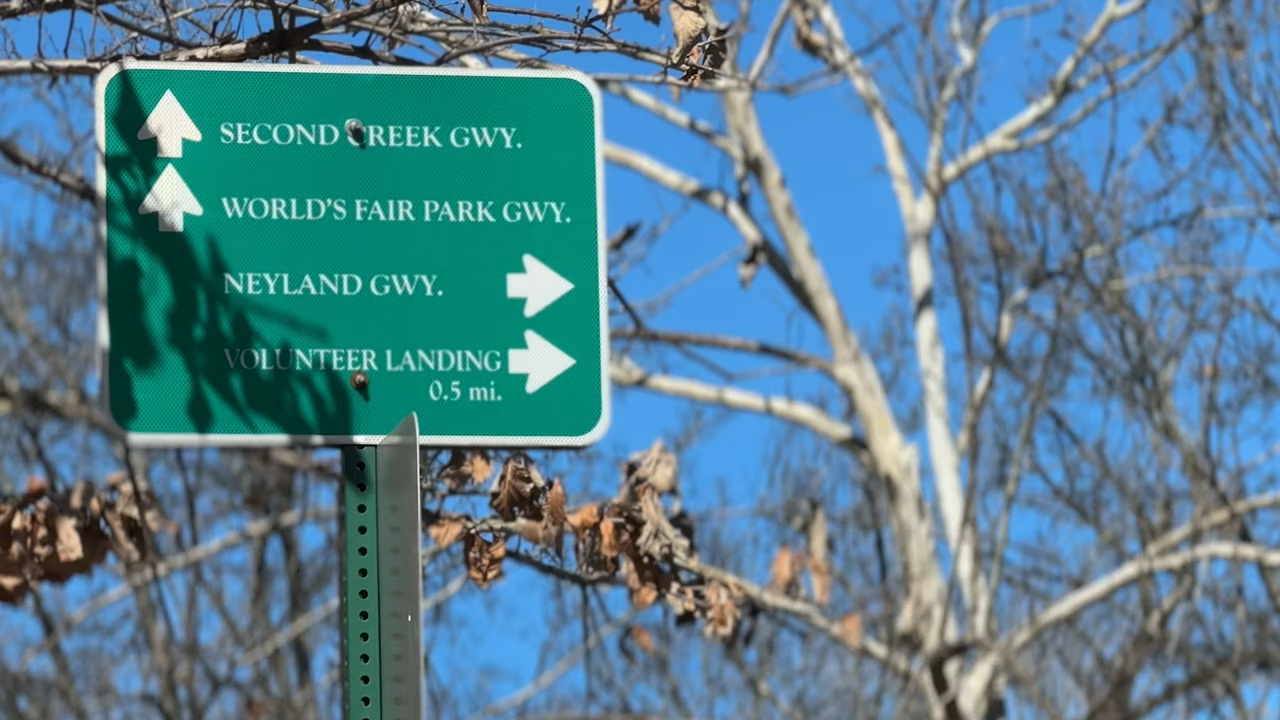 SECOND CREEK GWY.
WORLD'S FAIR PARK GWY.
NEYLAND GWY.
VOLUNTEER LANDING
0.5 mi.